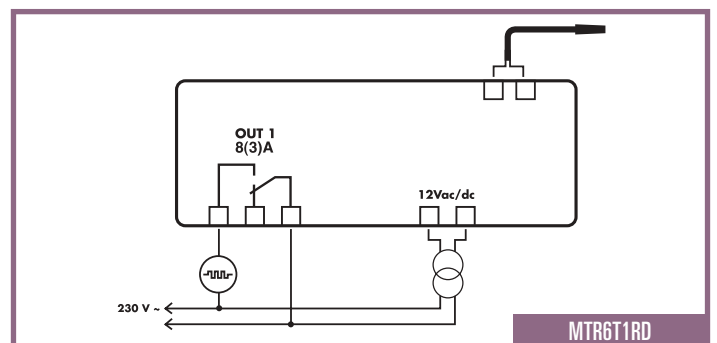 OUT 1
8(3)A
12Vac/dc
230 V ~
MTR6T1RD